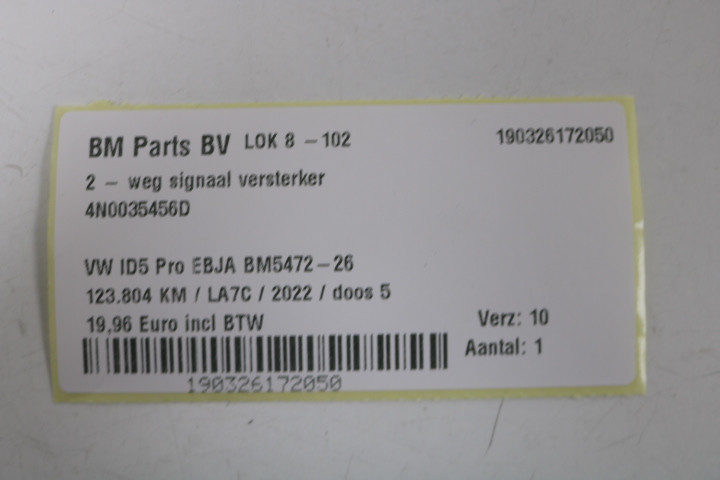 BM Parts BV LOK 8 - 102 190326172050
2 - weg signaal versterker
4N0035456D
VW ID5 Pro EBJA BM5472-26
123.804 KM / LA7C / 2022 / doos 5
19,96 Euro incl BTW Verz: 10
Aantal: 1
190326172050